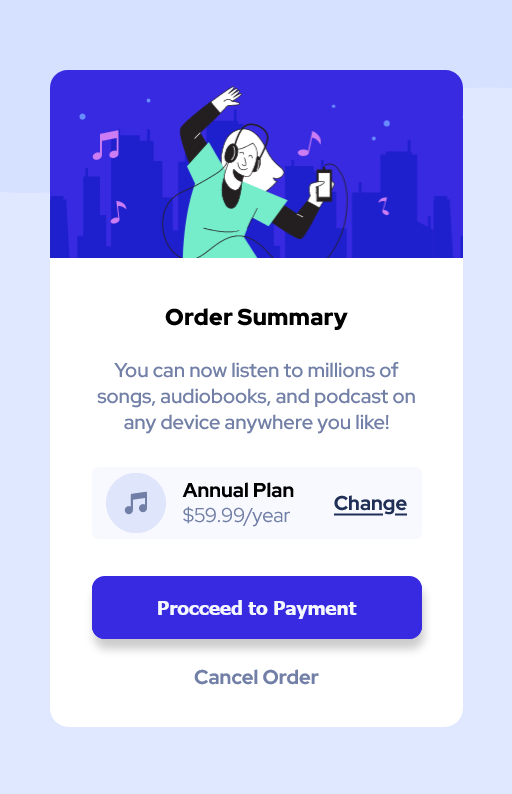 Order Summary
You can now listen to millions of
songs, audiobooks, and podcast on
any device anywhere you like!
Annual Plan
$59.99/year
Change
Procceed to Payment
Cancel Order